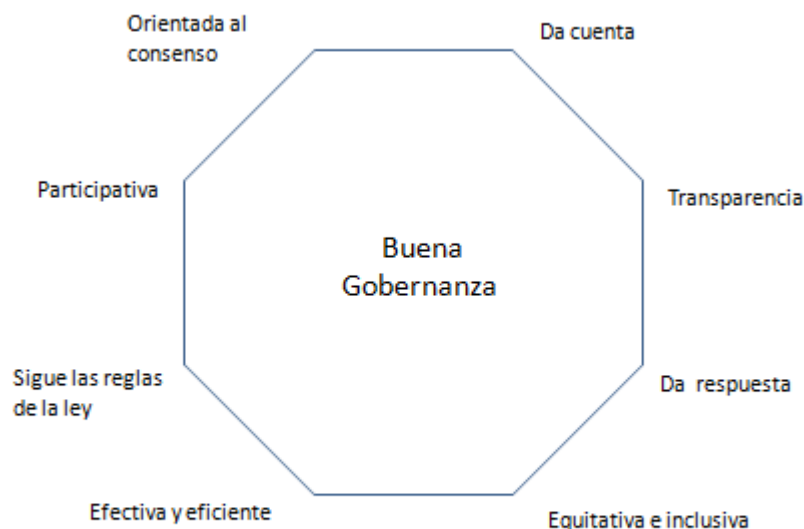 Orientada al
consenso
Da cuenta
Participativa
Transparencia
Buena
Gobernanza
Sigue las reglas
de la ley
Da respuesta
Efectiva y eficiente
Equitativa e inclusiva